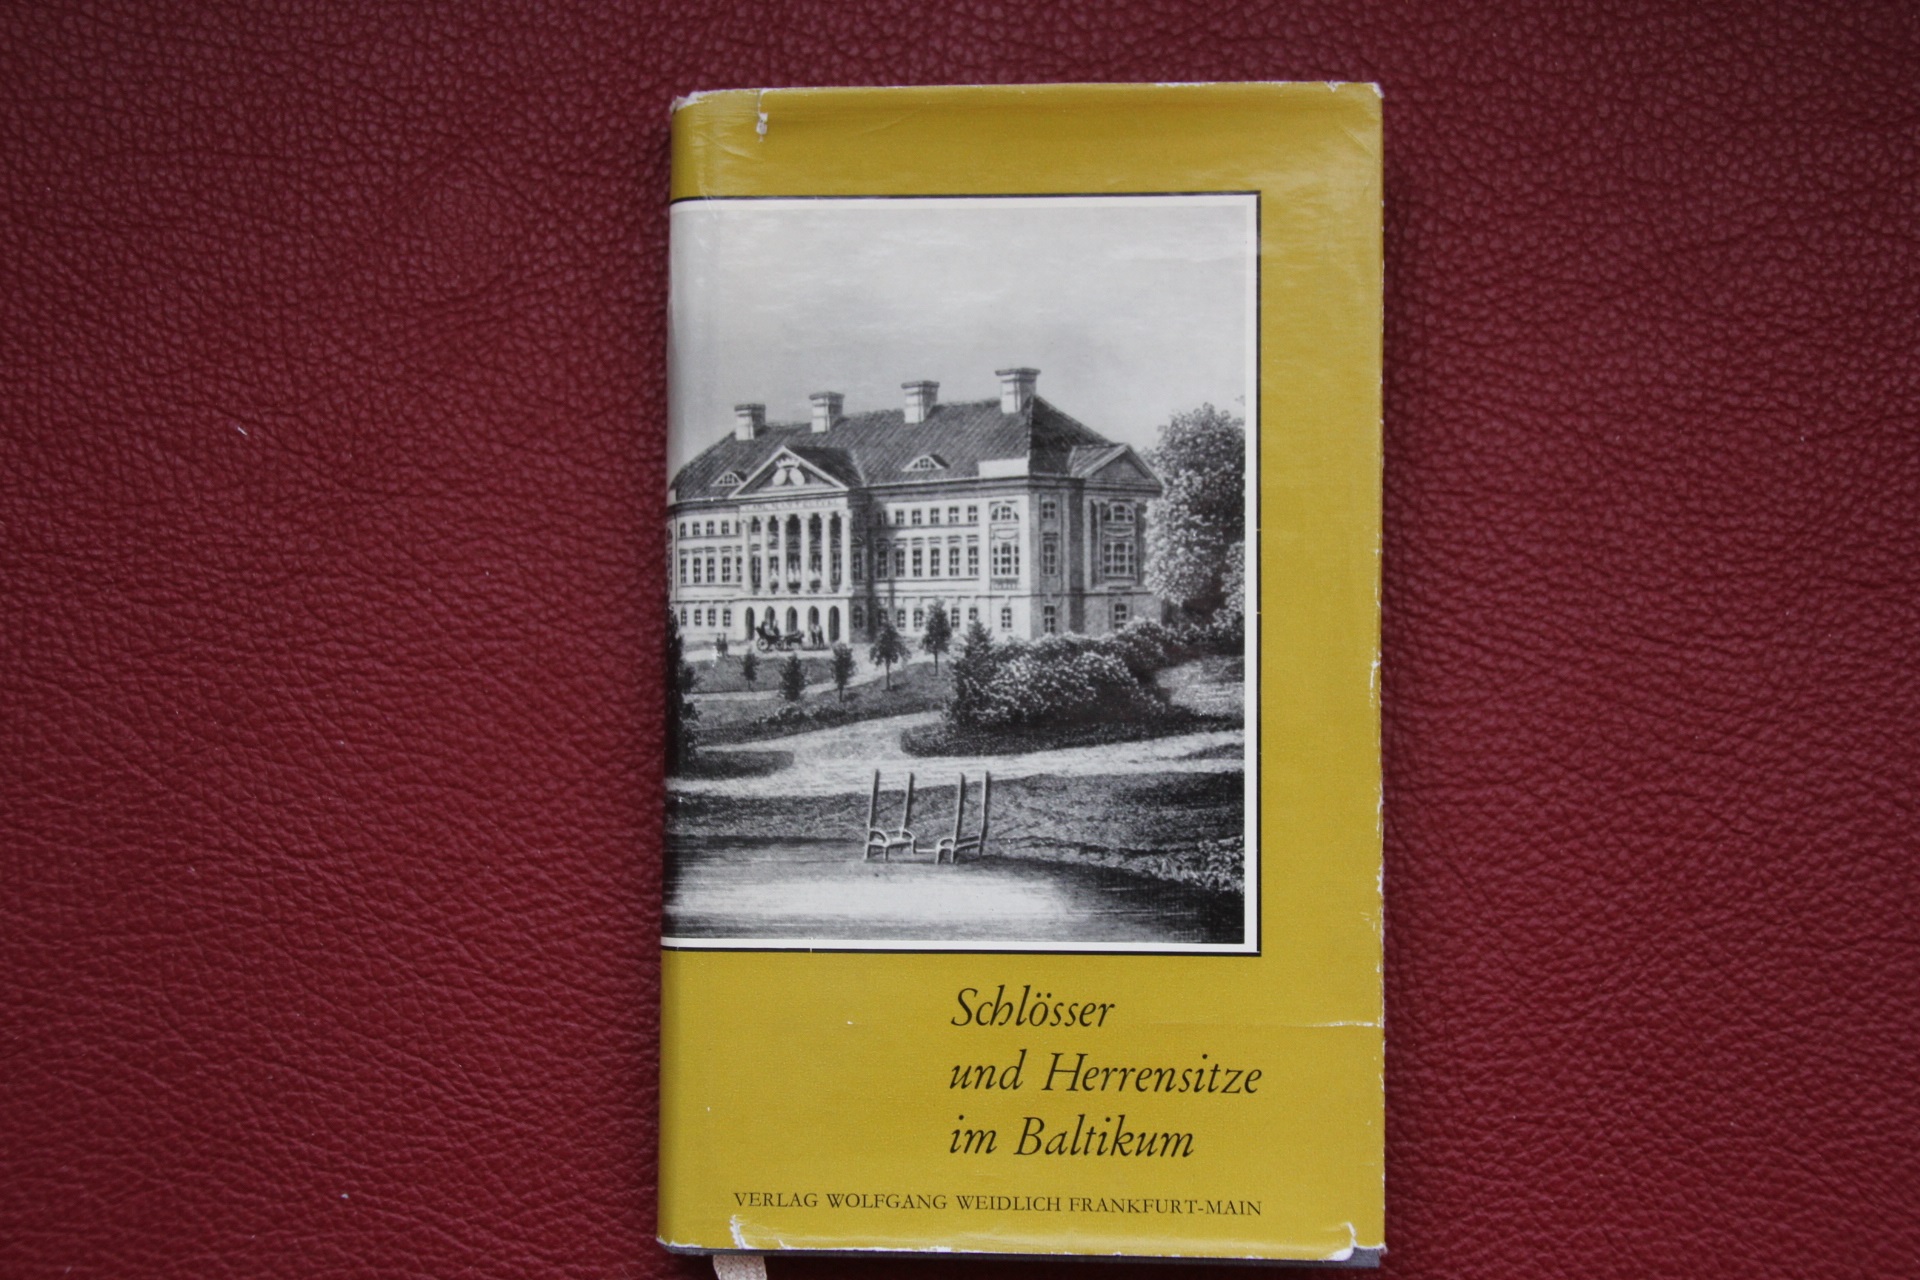 Schlösser
und Herrensitze
im Baltikum
VERLAG WOLFGANG WEIDLICH FRANKFURT-MAIN